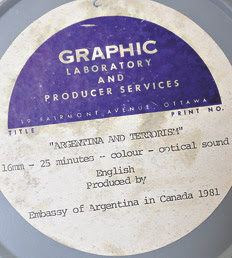 GRAPHIC
LABORATORY
AND
PRODUCER SERVICES
19 FAIRMONT AVENUE, OTTAWA
TITLE PRINT NO.
"ARGENTINA AND TERRORISM"
16mm - 25 minutes - colour - optical sound
English
Produced by
Embassy of Argentina in Canada 1981